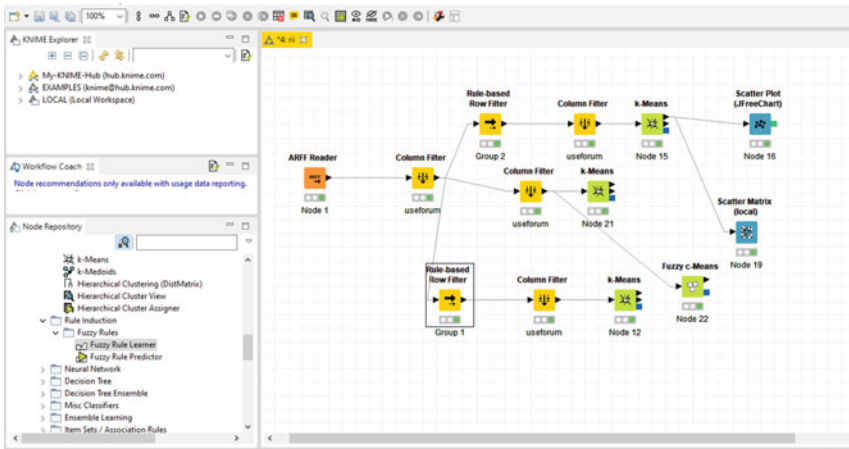 100%
KNIME Explorer
My-KNIME-Hub (hub.knime.com)
EXAMPLES (knime@hub.knime.com)
LOCAL (Local Workspace)
Workflow Coach
Node recommendations only available with usage data reporting.
Node Repository
k-Means
k-Medoids
Hierarchical Clustering (DistMatrix)
Hierarchical Cluster View
Hierarchical Cluster Assigner
Rule Induction
Fuzzy Rules
Fuzzy Rule Learner
Fuzzy Rule Predictor
Neural Network
Decision Tree
Decision Tree Ensemble
Misc Classifiers
Ensemble Learning
Item Sets / Association Rules
Rule-based
Row Filter
Group 2
Column Filter
useforum
k-Means
Node 15
Scatter Plot
(JFreeChart)
Node 16
ARFF Reader
Node 1
Column Filter
useforum
Column Filter
useforum
k-Means
Node 21
Scatter Matrix
(local)
Node 19
Rule-based
Row Filter
Group 1
Column Filter
useforum
k-Means
Node 12
Fuzzy c-Means
Node 22